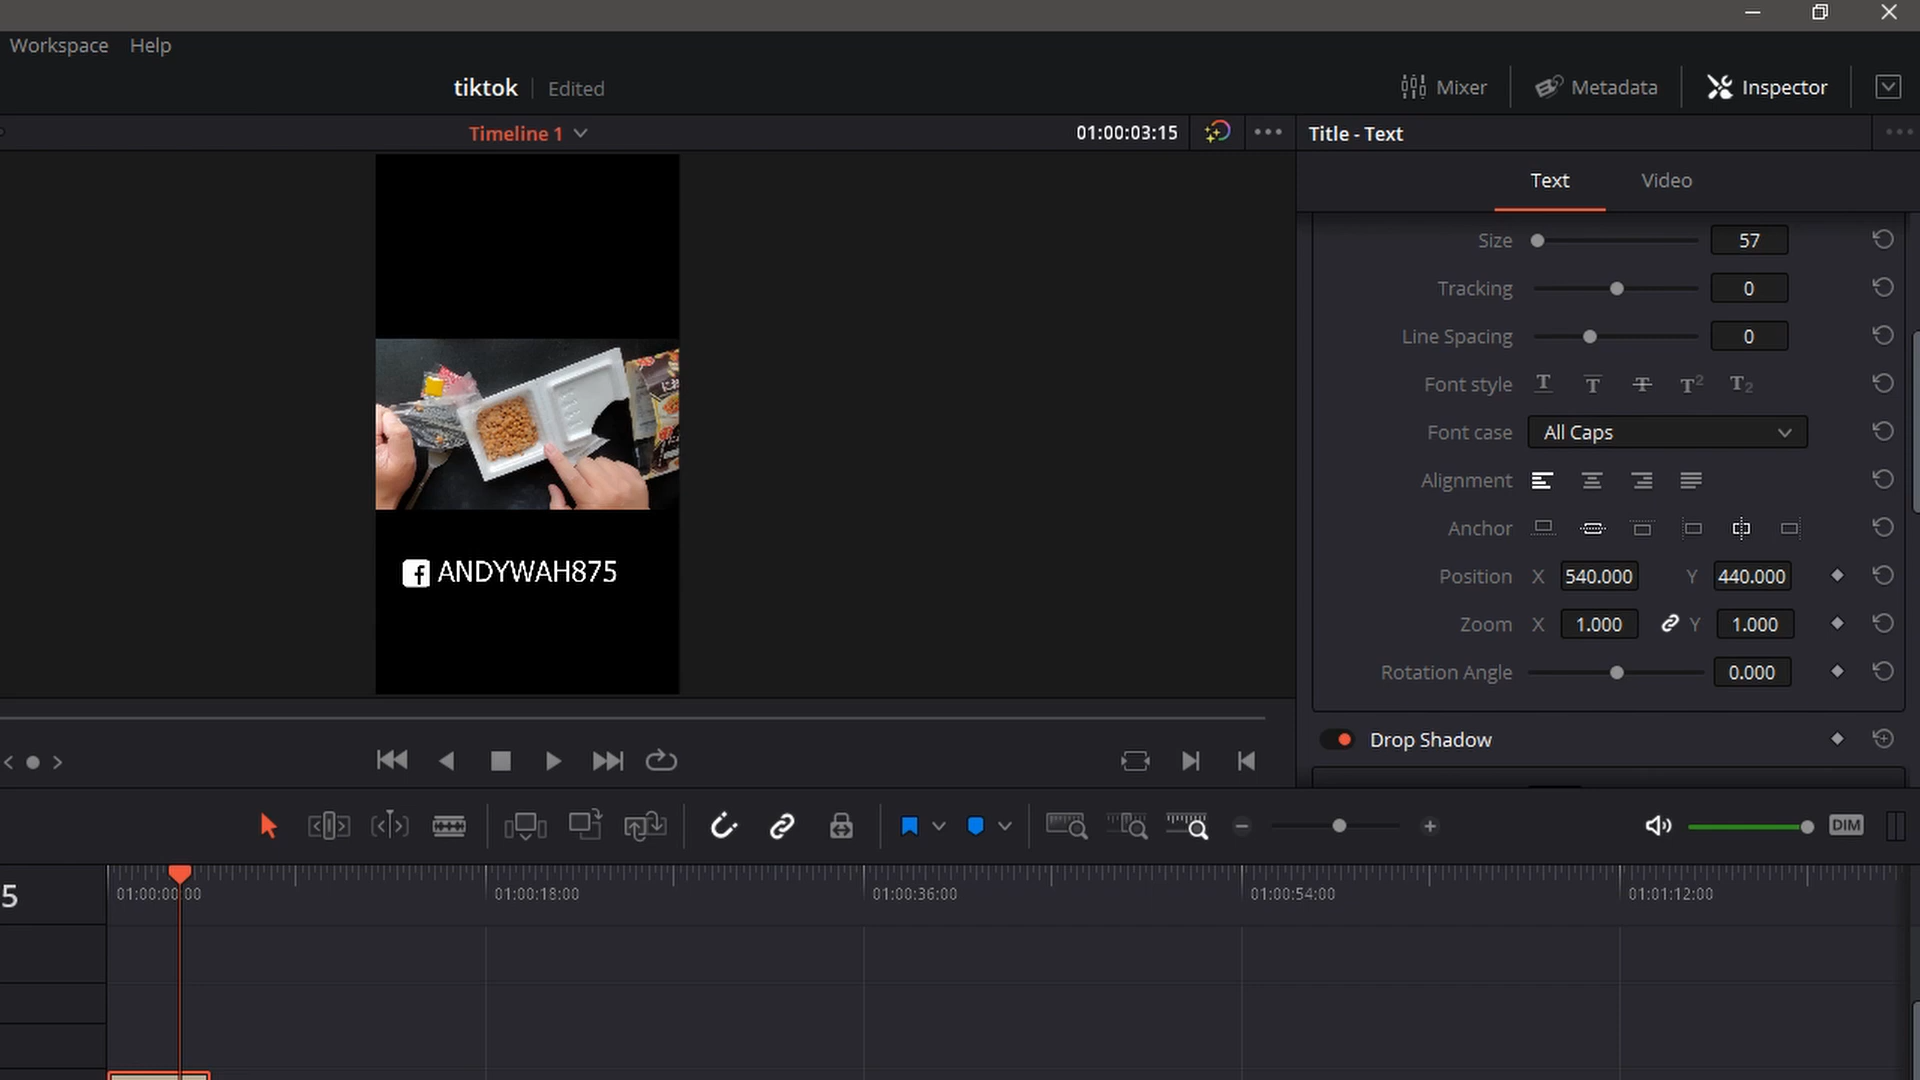 Workspace Help
tiktok Edited
Mixer Metadata Inspector
Timeline 1 01:00:03:15
Title - Text
Text Video
Size 57
Tracking 0
Line Spacing 0
Font style T T T T² T₂
Font case All Caps
Alignment
Anchor
Position X 540.000 Y 440.000
Zoom X 1.000 Y 1.000
Rotation Angle 0.000
Drop Shadow
f ANDYWAH875
DIM
5
01:00:00:00 01:00:18:00 01:00:36:00 01:00:54:00 01:01:12:00